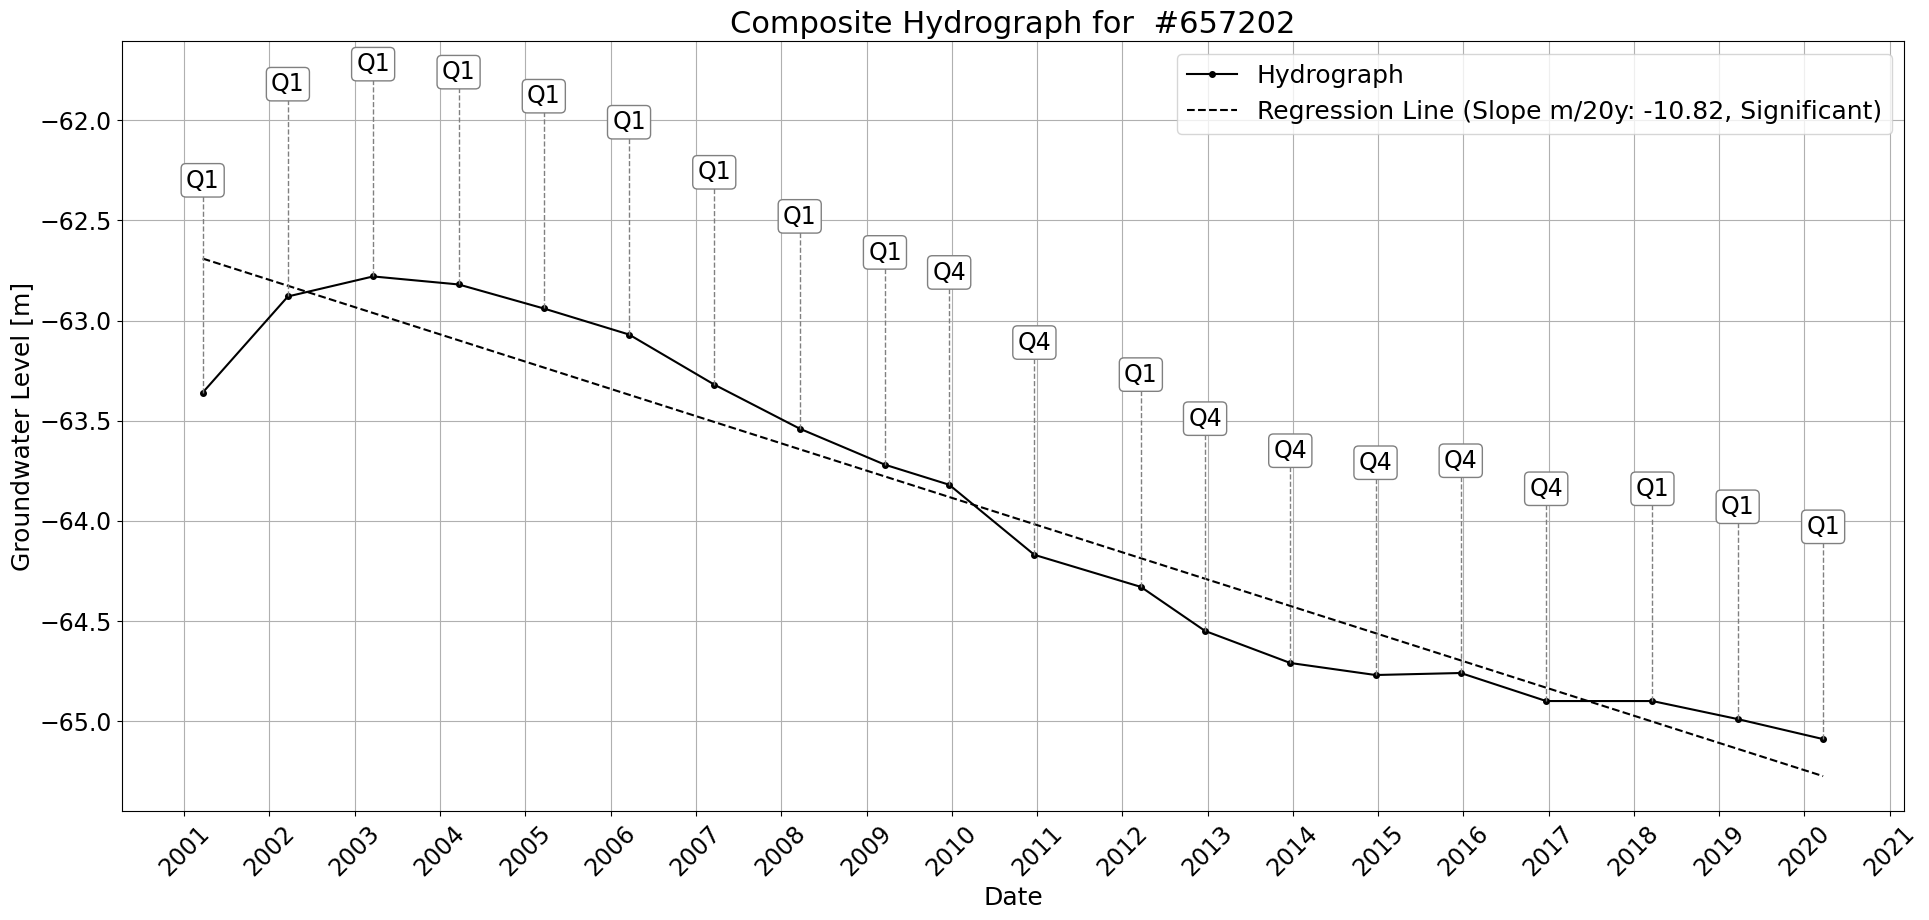 Composite Hydrograph for  #657202
Hydrograph
Regression Line (Slope m/20y: -10.82, Significant)
Q1
Q1
Q1
Q1
Q1
Q1
Q1
Q1
Q1
Q4
Q4
Q1
Q4
Q4
Q4
Q4
Q4
Q1
Q1
Q1
Groundwater Level [m]
−62.0
−62.5
−63.0
−63.5
−64.0
−64.5
−65.0
2001
2002
2003
2004
2005
2006
2007
2008
2009
2010
2011
2012
2013
2014
2015
2016
2017
2018
2019
2020
2021
Date